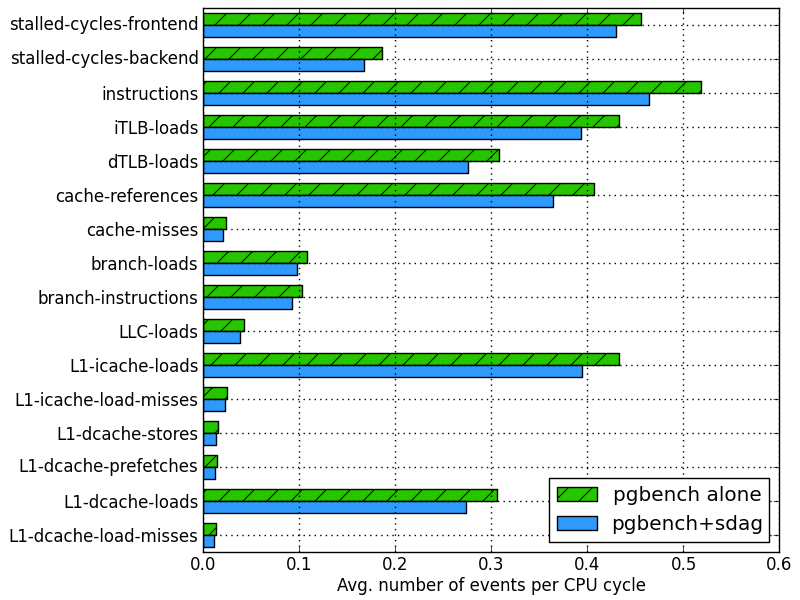 stalled-cycles-frontend
stalled-cycles-backend
instructions
iTLB-loads
dTLB-loads
cache-references
cache-misses
branch-loads
branch-instructions
LLC-loads
L1-icache-loads
L1-icache-load-misses
L1-dcache-stores
L1-dcache-prefetches
L1-dcache-loads
L1-dcache-load-misses
pgbench alone
pgbench+sdag
0.0 0.1 0.2 0.3 0.4 0.5 0.6
Avg. number of events per CPU cycle